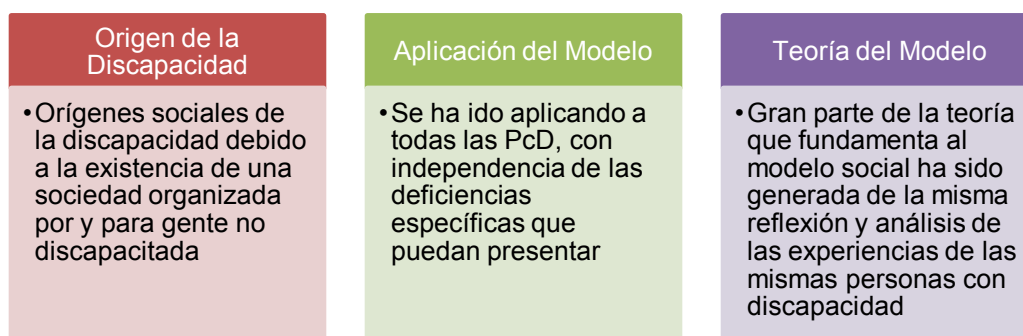 Origen de la
Discapacidad
•Orígenes sociales de
la discapacidad debido
a la existencia de una
sociedad organizada
por y para gente no
discapacitada
Aplicación del Modelo
•Se ha ido aplicando a
todas las PcD, con
independencia de las
deficiencias
específicas que
puedan presentar
Teoría del Modelo
•Gran parte de la teoría
que fundamenta al
modelo social ha sido
generada de la misma
reflexión y análisis de
las experiencias de las
mismas personas con
discapacidad